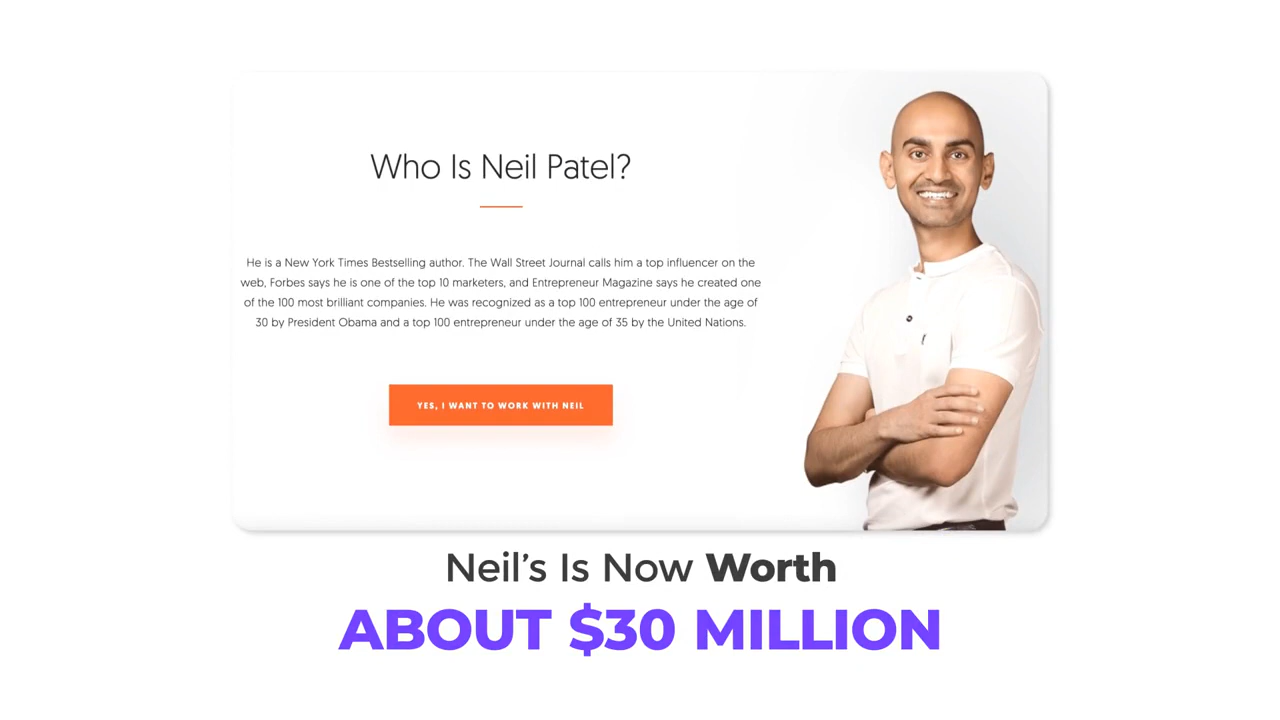 Who Is Neil Patel?
He is a New York Times Bestselling author. The Wall Street Journal calls him a top influencer on the
web, Forbes says he is one of the top 10 marketers, and Entrepreneur Magazine says he created one
of the 100 most brilliant companies. He was recognized as a top 100 entrepreneur under the age of
30 by President Obama and a top 100 entrepreneur under the age of 35 by the United Nations.
YES, I WANT TO WORK WITH NEIL
Neil’s Is Now Worth
ABOUT $30 MILLION